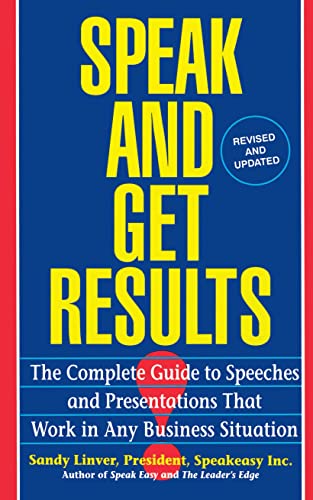 SPEAK
AND
GET
RESULTS
REVISED
AND
UPDATED
The Complete Guide to Speeches
and Presentations That
Work in Any Business Situation
Sandy Linver, President, Speakeasy Inc.
Author of Speak Easy and The Leader's Edge